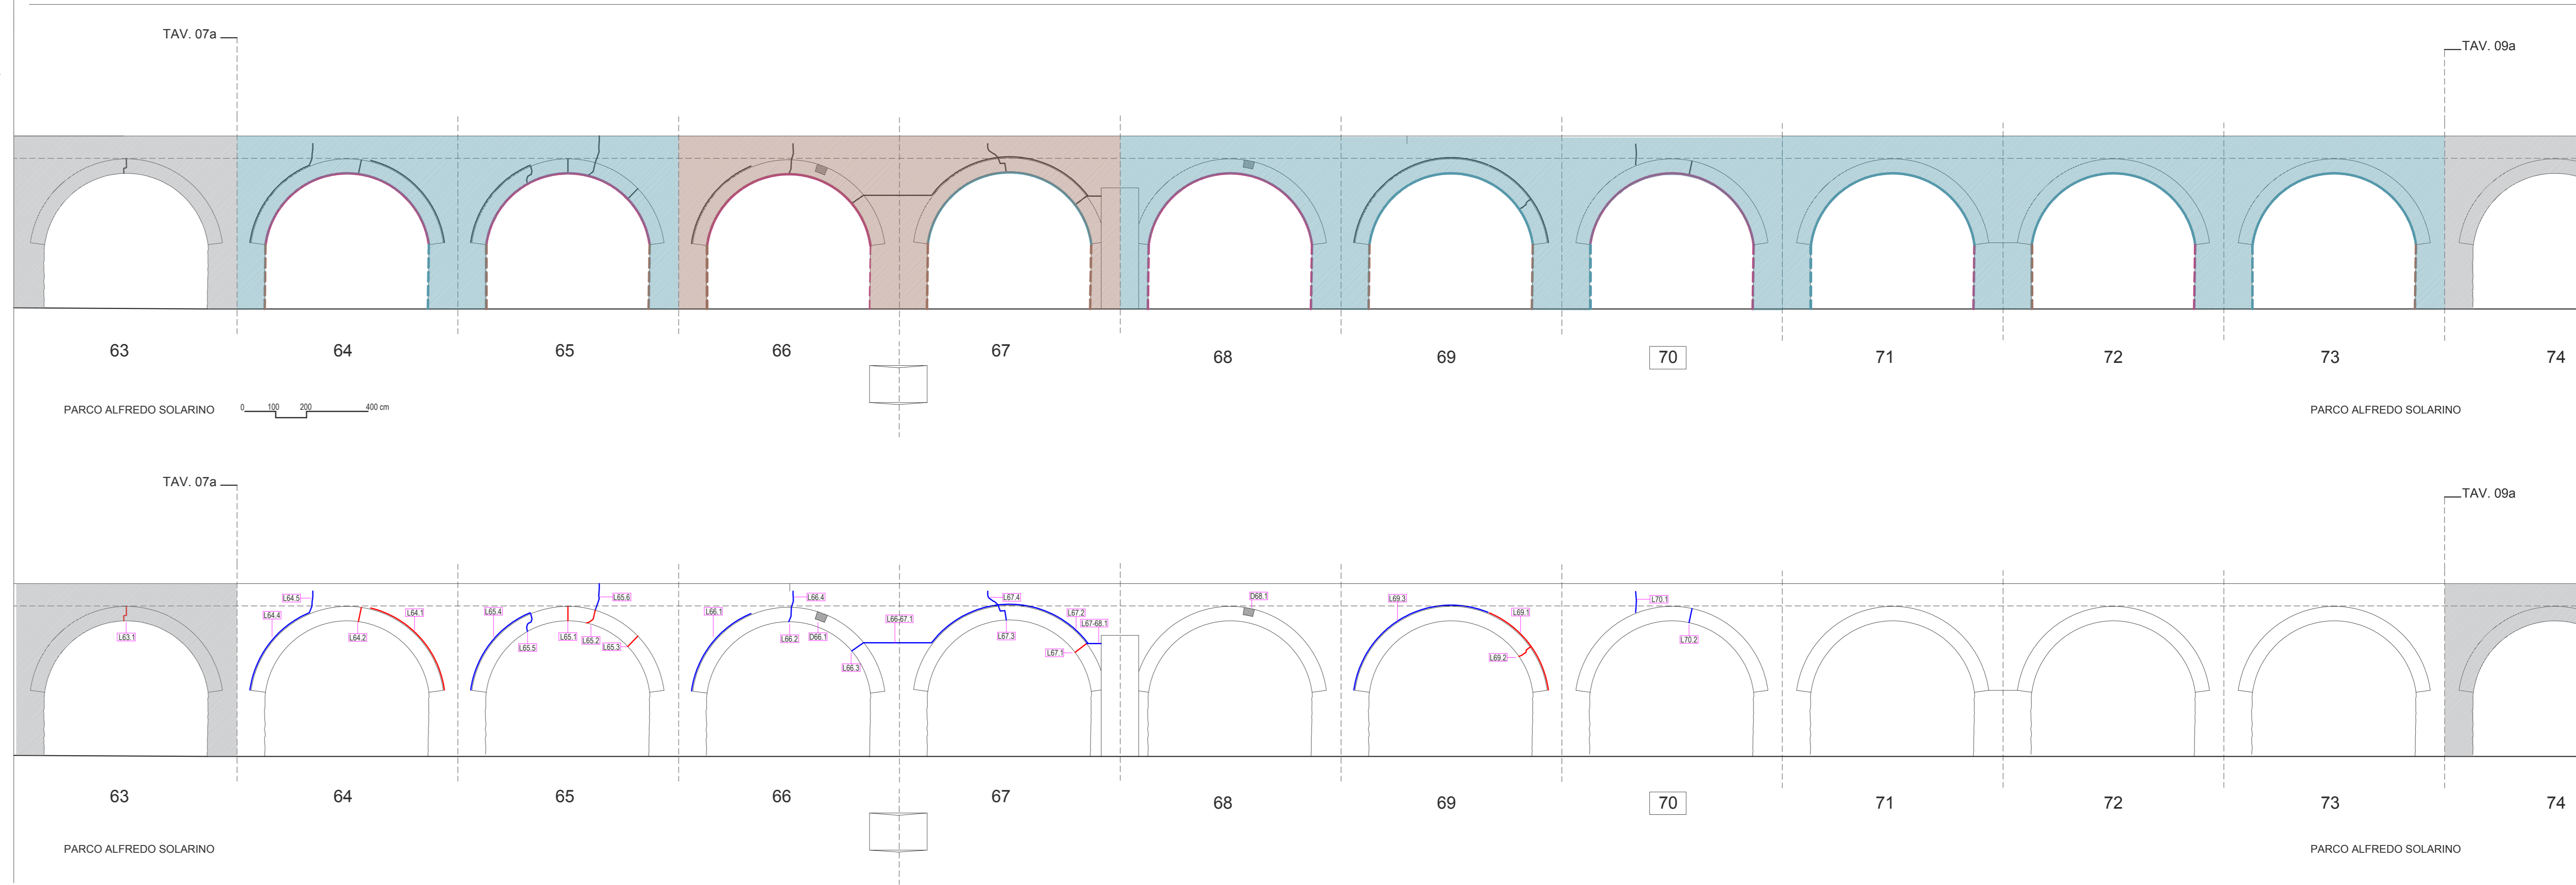 TAV. 07a
TAV. 09a
63 64 65 66 67 68 69 70 71 72 73 74
PARCO ALFREDO SOLARINO
0 100 200 400 cm
PARCO ALFREDO SOLARINO
TAV. 07a
TAV. 09a
L63.1
L64.4
L64.5
L64.2
L64.1
L65.4
L65.5
L65.1
L65.2
L65.6
L65.3
L66.1
L66.4
L66.2
D66.1
L66.3
L66-67.1
L67.4
L67.3
L67.2
L67-68.1
L67.1
D68.1
L69.3
L69.1
L69.2
L70.1
L70.2
63 64 65 66 67 68 69 70 71 72 73 74
PARCO ALFREDO SOLARINO
PARCO ALFREDO SOLARINO